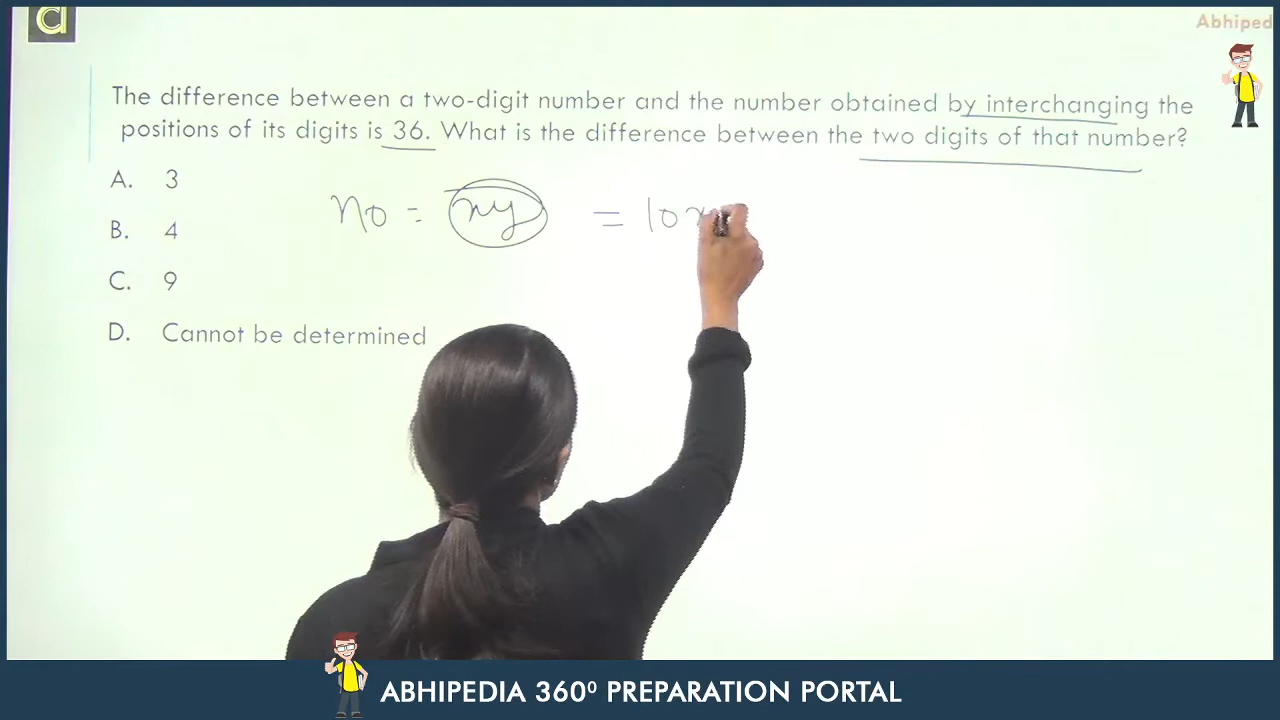 a
Abhiped
The difference between a two-digit number and the number obtained by interchanging the
positions of its digits is 36. What is the difference between the two digits of that number?
A. 3
no = xy = 10x
B. 4
C. 9
D. Cannot be determined
ABHIPEDIA 360⁰ PREPARATION PORTAL